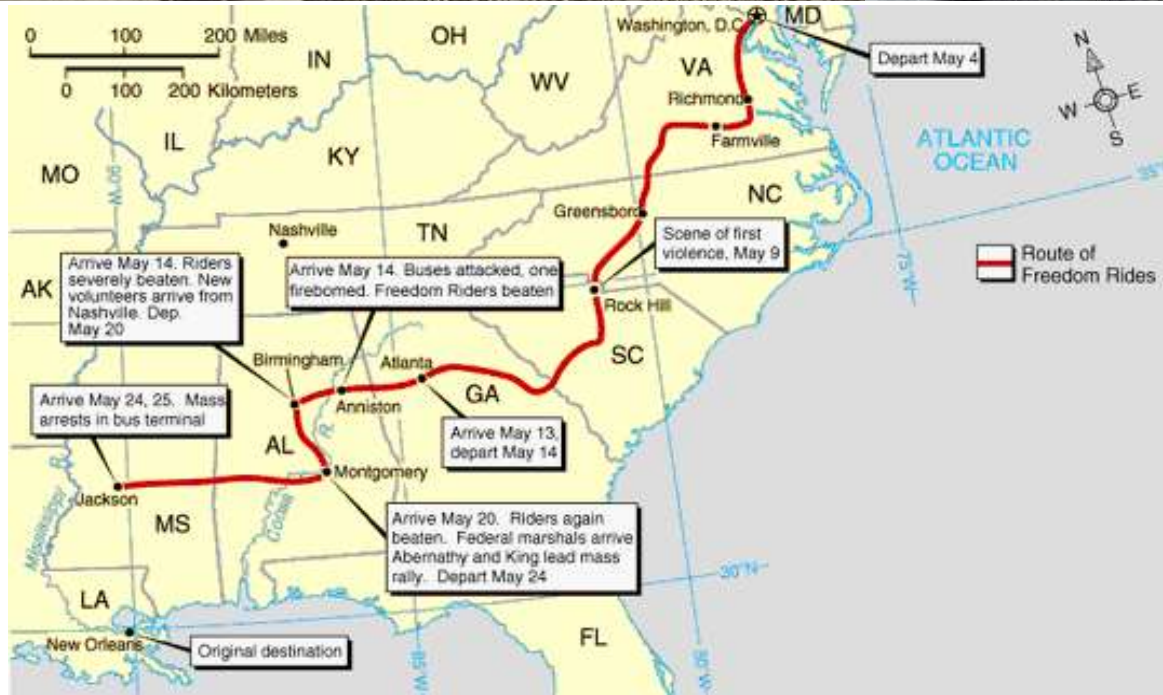 0 100 200 Miles
0 100 200 Kilometers
IN
OH
WV
MD
Washington, D.C
Depart May 4
VA
Richmond
Farmville
N
W
E
S
ATLANTIC
OCEAN
IL
KY
MO
90°W
35°
NC
Greensboro
Nashville
TN
Scene of first
violence, May 9
75°W
Route of
Freedom Rides
AK
Arrive May 14. Riders
severely beaten. New
volunteers arrive from
Nashville. Dep.
May 20
Arrive May 14. Buses attacked, one
firebomed. Freedom Riders beaten
Rock Hill
SC
Birmingham
Atlanta
Anniston
GA
Arrive May 24, 25. Mass
arrests in bus terminal
Arrive May 13,
depart May 14
AL
Coosa R.
Montgomery
Jackson
Mississippi R.
MS
Arrive May 20. Riders again
beaten. Federal marshals arrive
Abernathy and King lead mass
rally. Depart May 24
30°N
LA
New Orleans
Original destination
FL
85°W
80°W